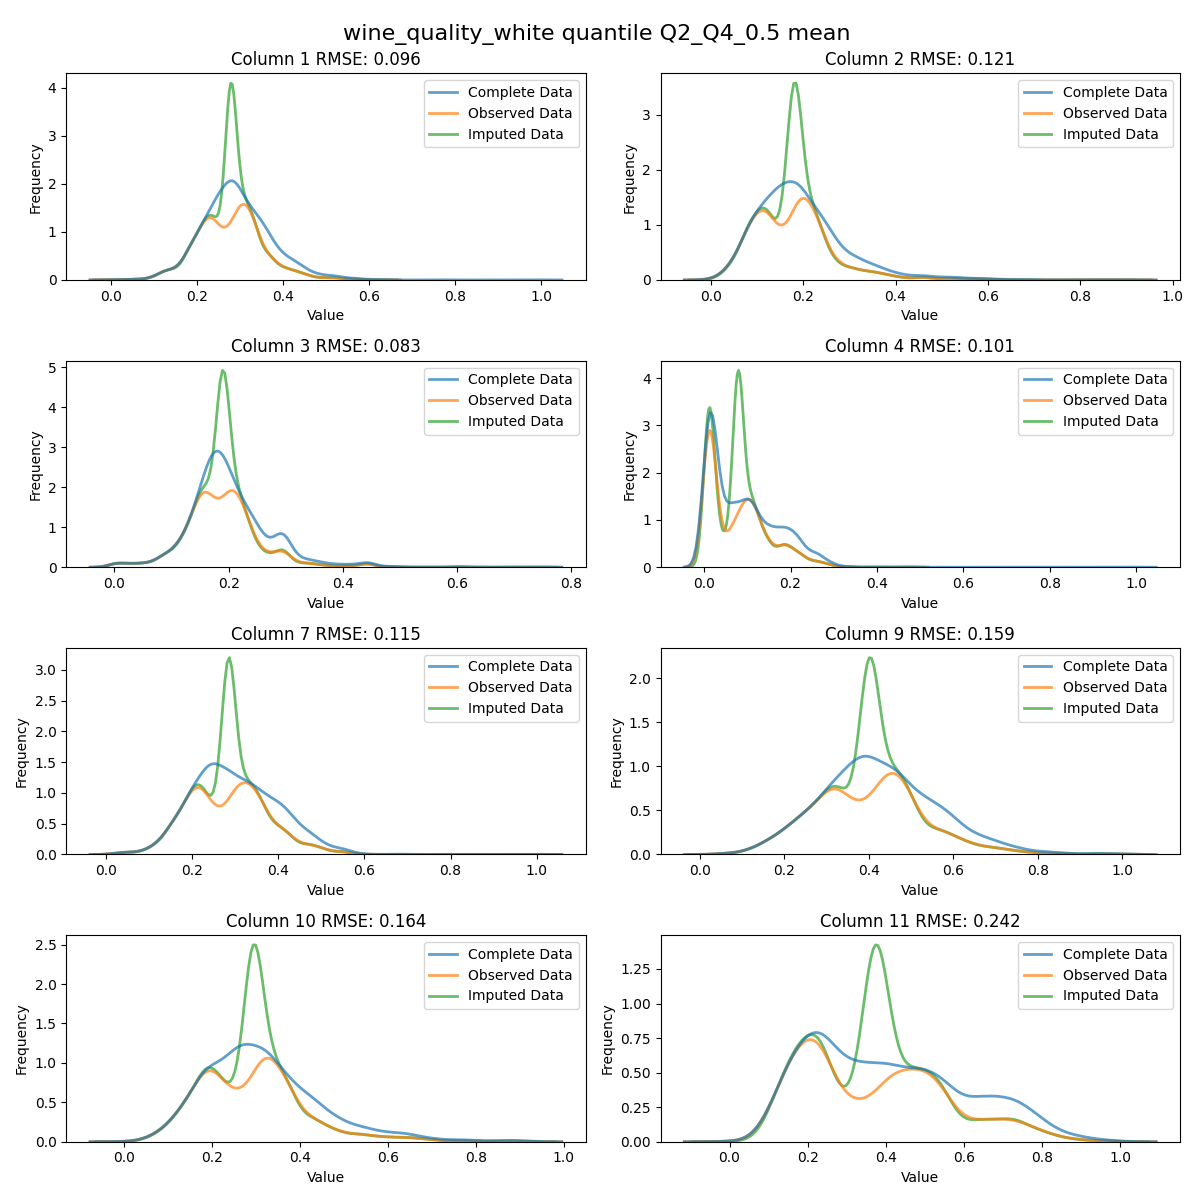 wine_quality_white quantile Q2_Q4_0.5 mean
Column 1 RMSE: 0.096
Complete Data
Observed Data
Imputed Data
Frequency
4
3
2
1
0
0.0 0.2 0.4 0.6 0.8 1.0
Value
Column 2 RMSE: 0.121
Complete Data
Observed Data
Imputed Data
Frequency
3
2
1
0
0.0 0.2 0.4 0.6 0.8 1.0
Value
Column 3 RMSE: 0.083
Complete Data
Observed Data
Imputed Data
Frequency
5
4
3
2
1
0
0.0 0.2 0.4 0.6 0.8
Value
Column 4 RMSE: 0.101
Complete Data
Observed Data
Imputed Data
Frequency
4
3
2
1
0
0.0 0.2 0.4 0.6 0.8 1.0
Value
Column 7 RMSE: 0.115
Complete Data
Observed Data
Imputed Data
Frequency
3.0
2.5
2.0
1.5
1.0
0.5
0.0
0.0 0.2 0.4 0.6 0.8 1.0
Value
Column 9 RMSE: 0.159
Complete Data
Observed Data
Imputed Data
Frequency
2.0
1.5
1.0
0.5
0.0
0.0 0.2 0.4 0.6 0.8 1.0
Value
Column 10 RMSE: 0.164
Complete Data
Observed Data
Imputed Data
Frequency
2.5
2.0
1.5
1.0
0.5
0.0
0.0 0.2 0.4 0.6 0.8 1.0
Value
Column 11 RMSE: 0.242
Complete Data
Observed Data
Imputed Data
Frequency
1.25
1.00
0.75
0.50
0.25
0.00
0.0 0.2 0.4 0.6 0.8 1.0
Value